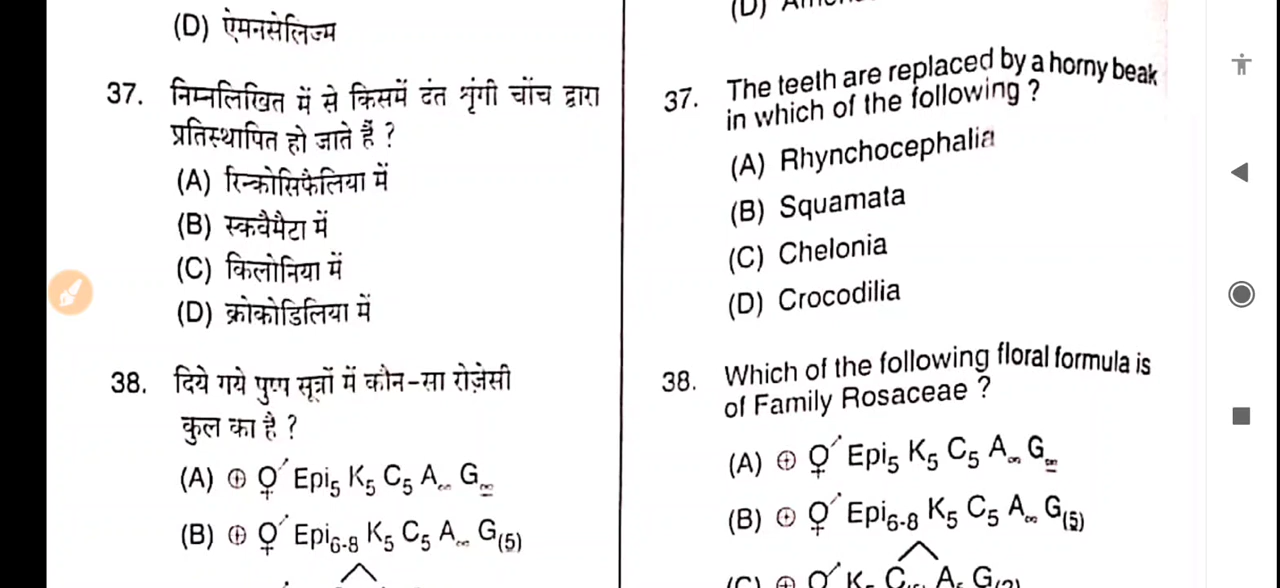 (D) ऐमनसेलिज्म
37. निम्नलिखित में से किसमें दंत श्रृंगी चोंच द्वारा
प्रतिस्थापित हो जाते हैं ?
(A) रिन्कोसिफैलिया में
(B) स्कवैमैटा में
(C) किलोनिया में
(D) क्रोकोडिलिया में
38. दिये गये पुष्प सूत्रों में कौन-सा रोज़ेसी
कुल का है ?
(A) ⊕ ⚥ Epi₅ K₅ C₅ A∞ G∞
(B) ⊕ ⚥ Epi₆₋₈ K₅ C₅ A∞ G₍₅₎
(D)
37. The teeth are replaced by a horny beak
in which of the following ?
(A) Rhynchocephalia
(B) Squamata
(C) Chelonia
(D) Crocodilia
38. Which of the following floral formula is
of Family Rosaceae ?
(A) ⊕ ⚥ Epi₅ K₅ C₅ A∞ G∞
(B) ⊕ ⚥ Epi₆₋₈ K₅ C₅ A∞ G₍₅₎